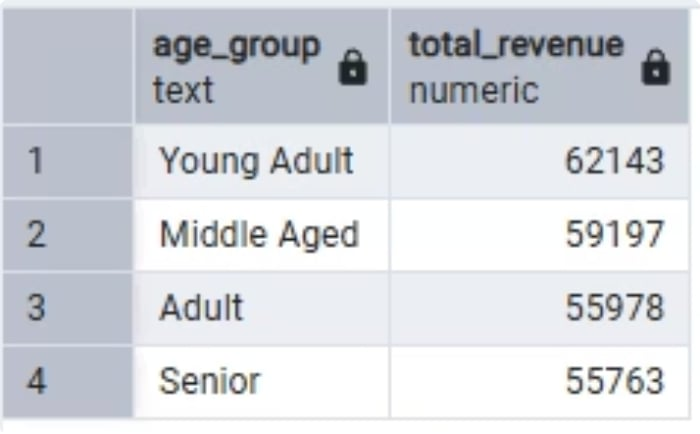 age_group total_revenue
text numeric
1 Young Adult 62143
2 Middle Aged 59197
3 Adult 55978
4 Senior 55763